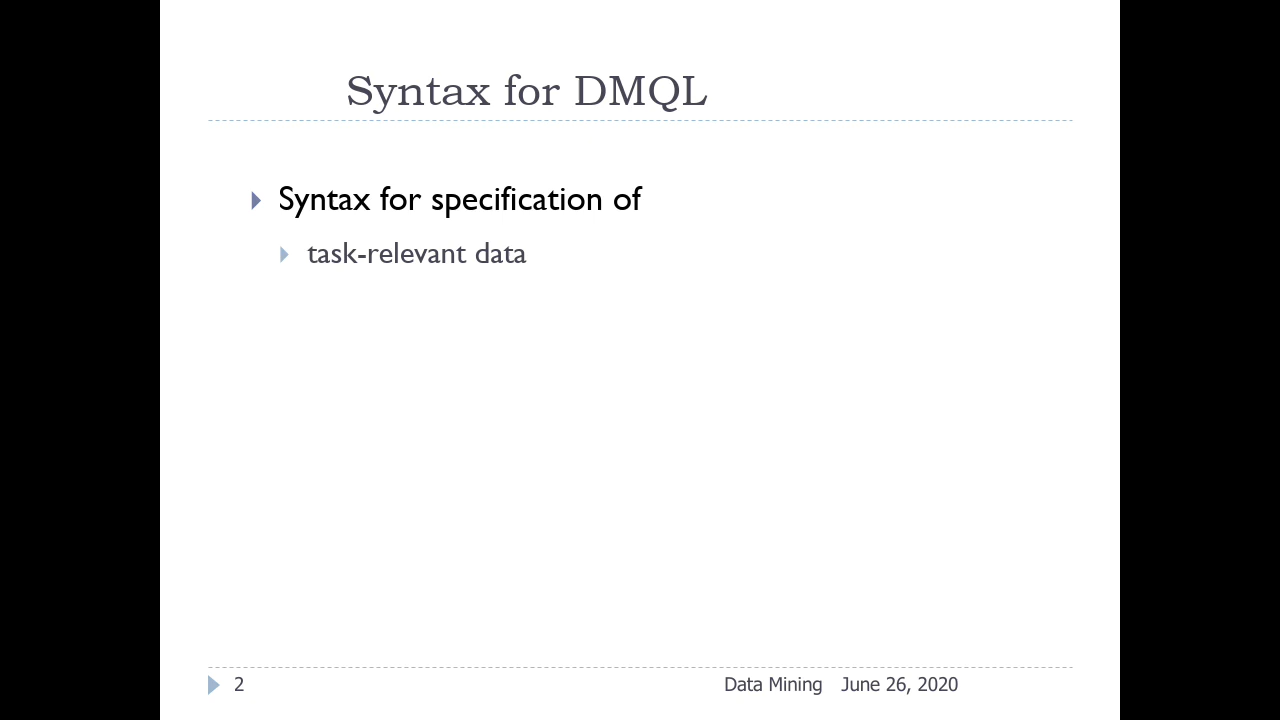 Syntax for DMQL
Syntax for specification of
task-relevant data
2
Data Mining June 26, 2020